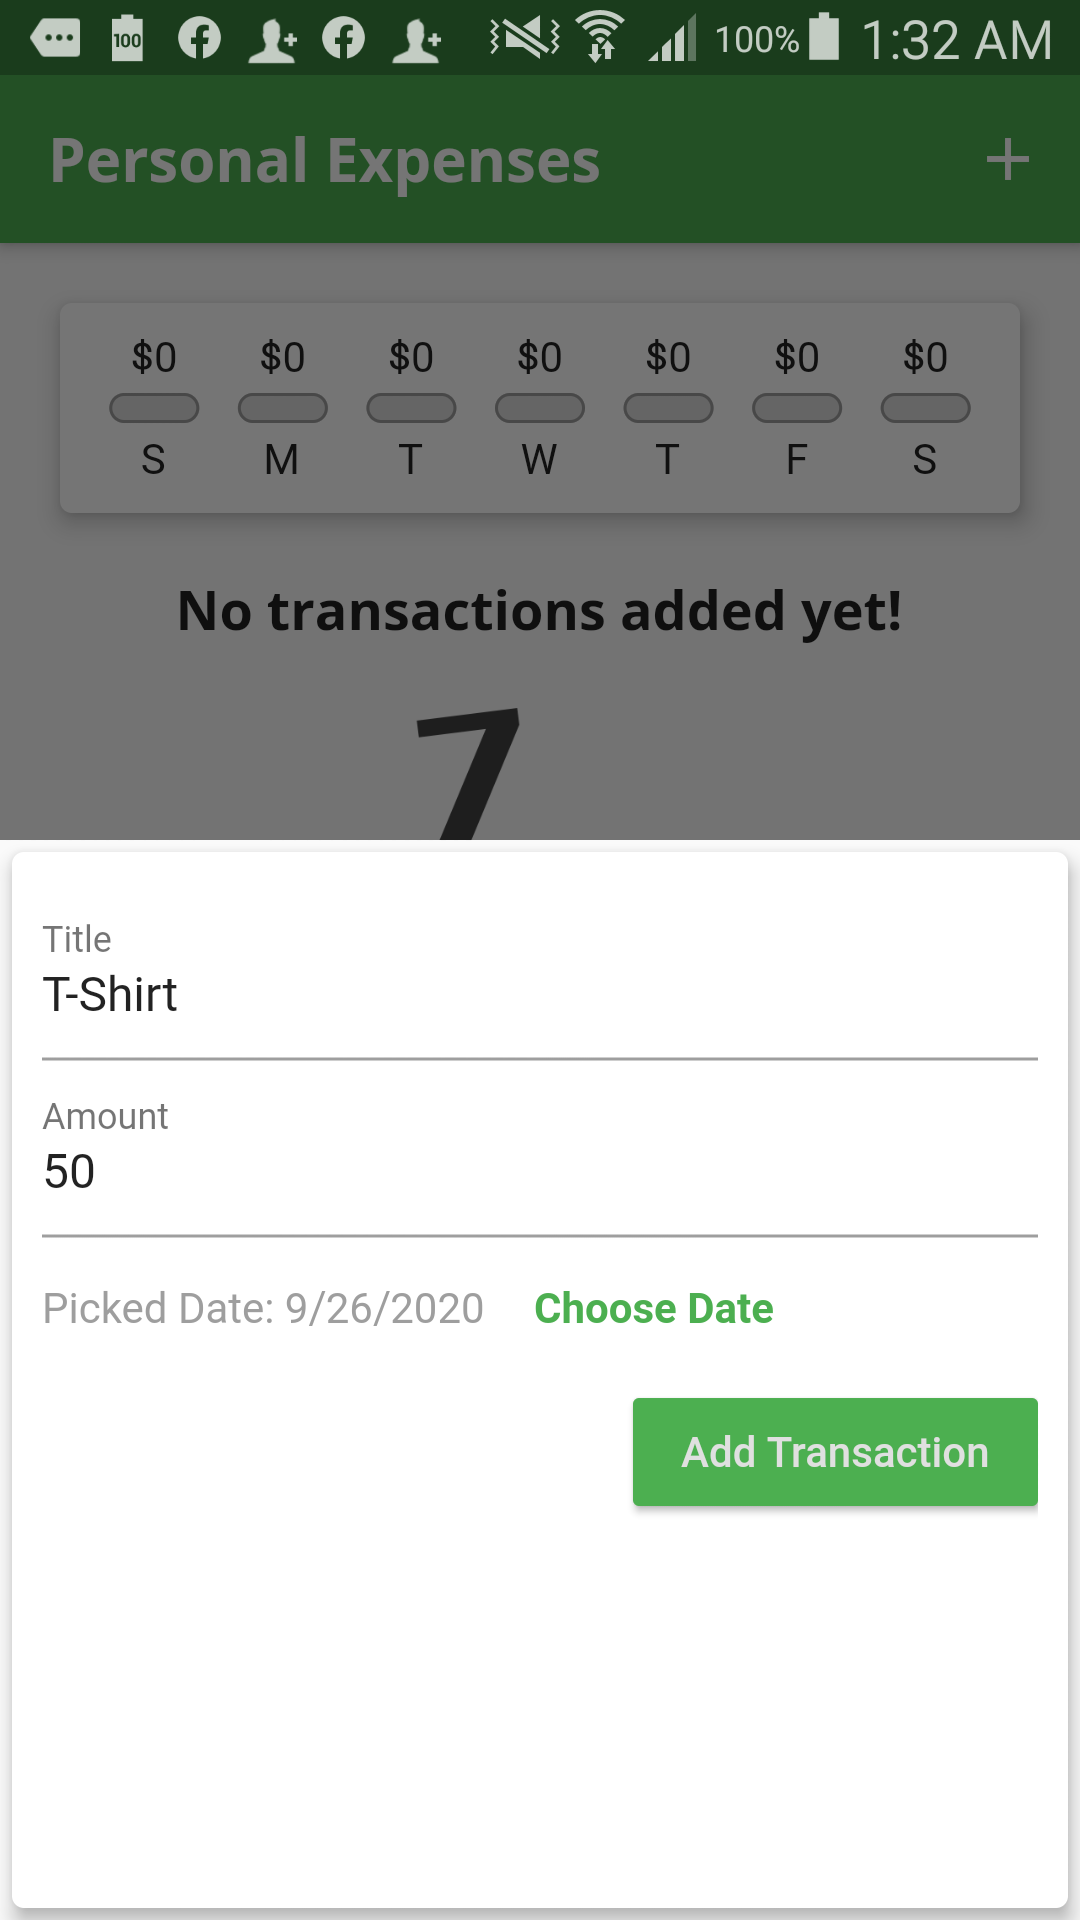 100 100% 1:32 AM
Personal Expenses +
$0 $0 $0 $0 $0 $0 $0
S M T W T F S
No transactions added yet!
Title
T-Shirt
Amount
50
Picked Date: 9/26/2020 Choose Date
Add Transaction